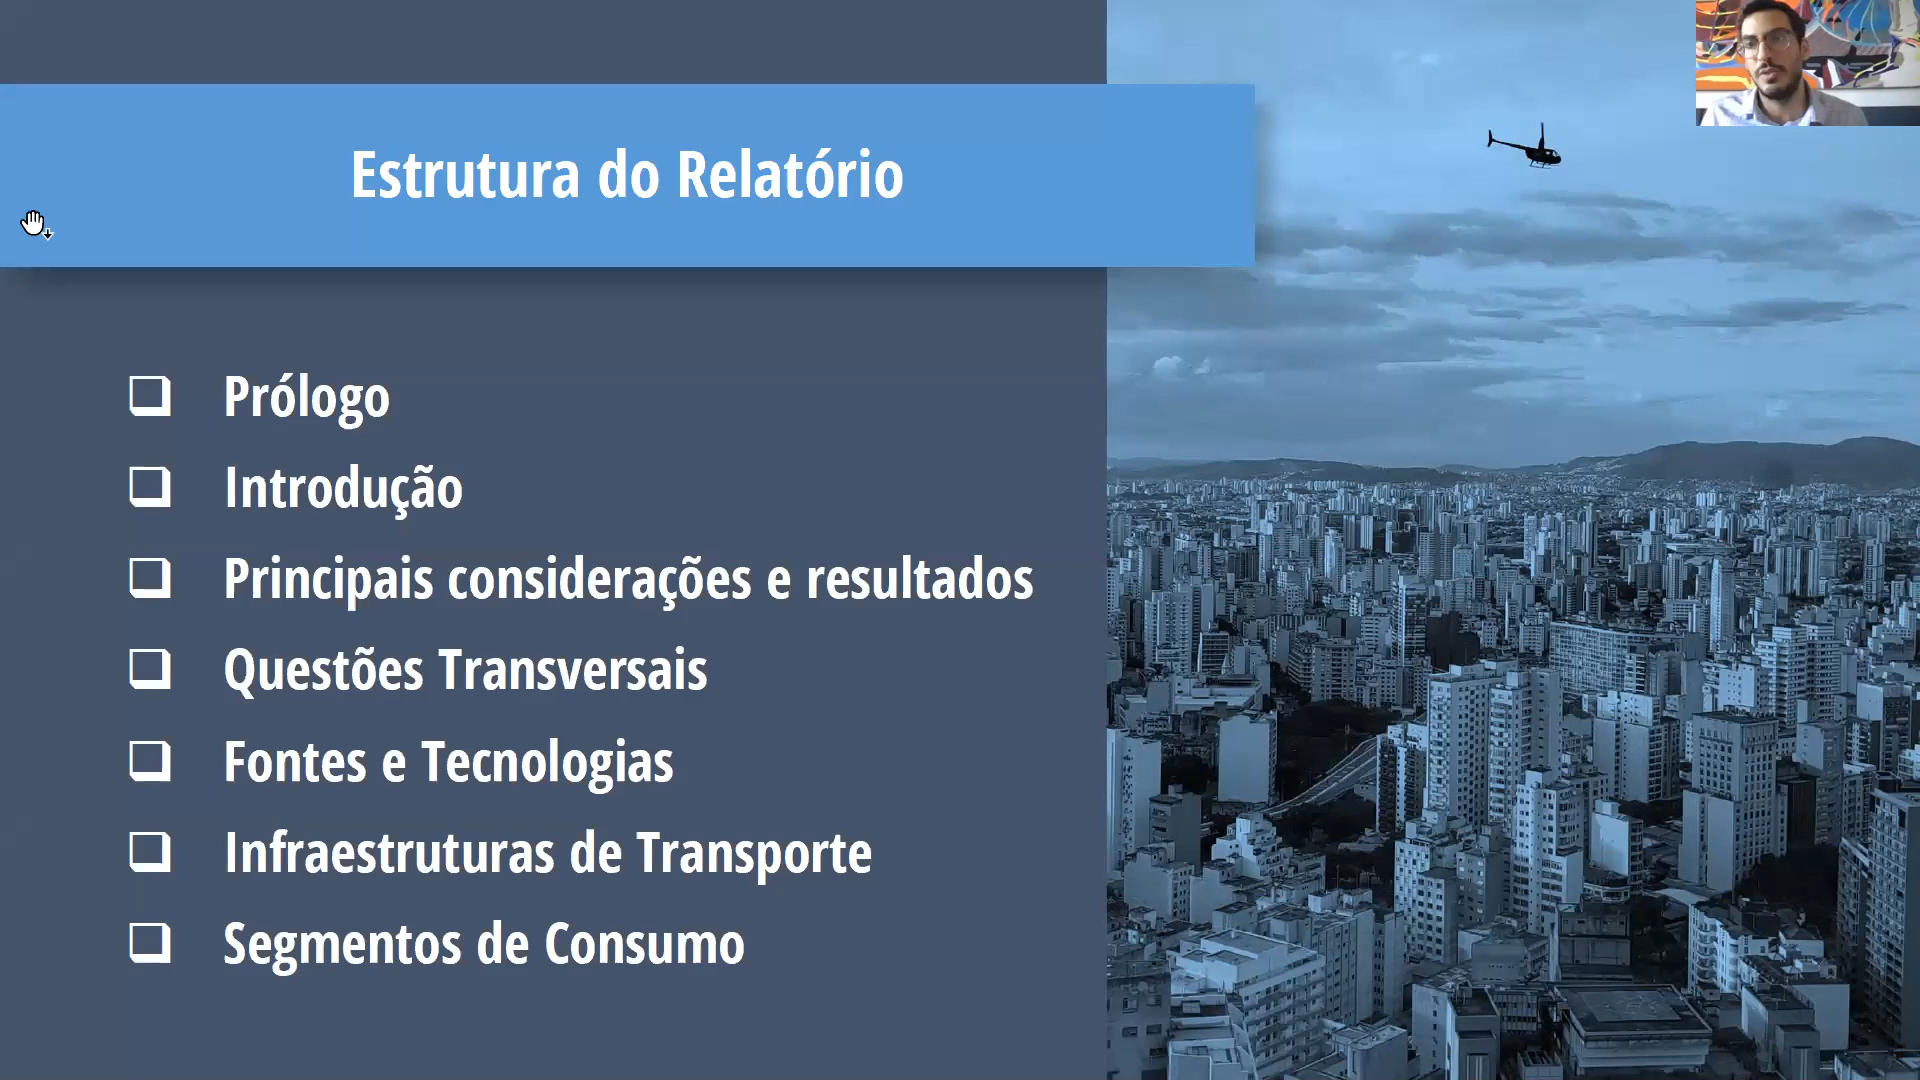 Estrutura do Relatório
Prólogo
Introdução
Principais considerações e resultados
Questões Transversais
Fontes e Tecnologias
Infraestruturas de Transporte
Segmentos de Consumo